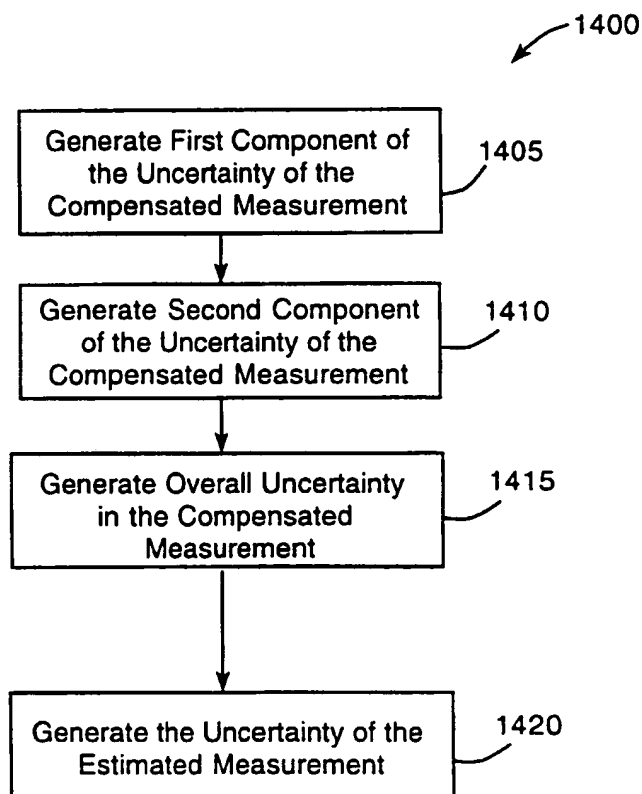 1400
Generate First Component of
the Uncertainty of the
Compensated Measurement
1405
Generate Second Component
of the Uncertainty of the
Compensated Measurement
1410
Generate Overall Uncertainty
in the Compensated
Measurement
1415
Generate the Uncertainty of the
Estimated Measurement
1420